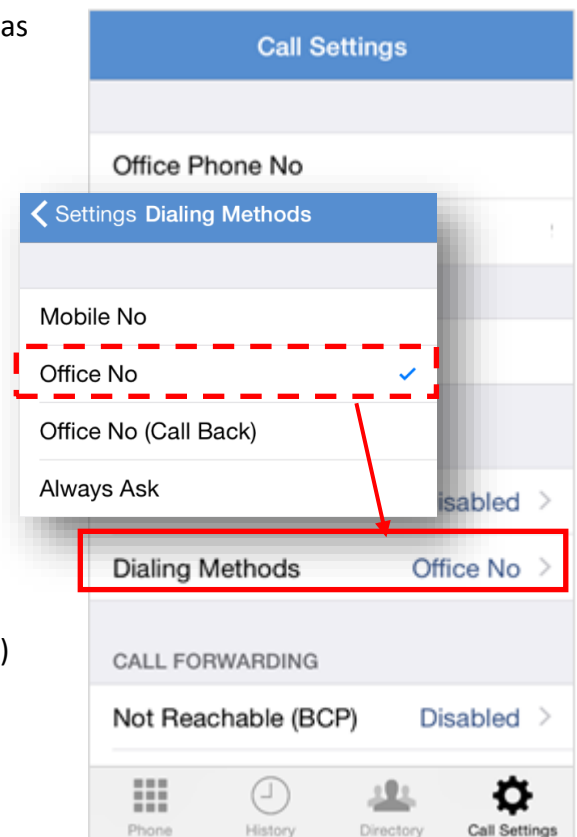 as
Call Settings
Office Phone No
Settings Dialing Methods
Mobile No
Office No
Office No (Call Back)
Always Ask
isabled
Dialing Methods Office No
)
CALL FORWARDING
Not Reachable (BCP) Disabled
Phone History Directory Call Settings